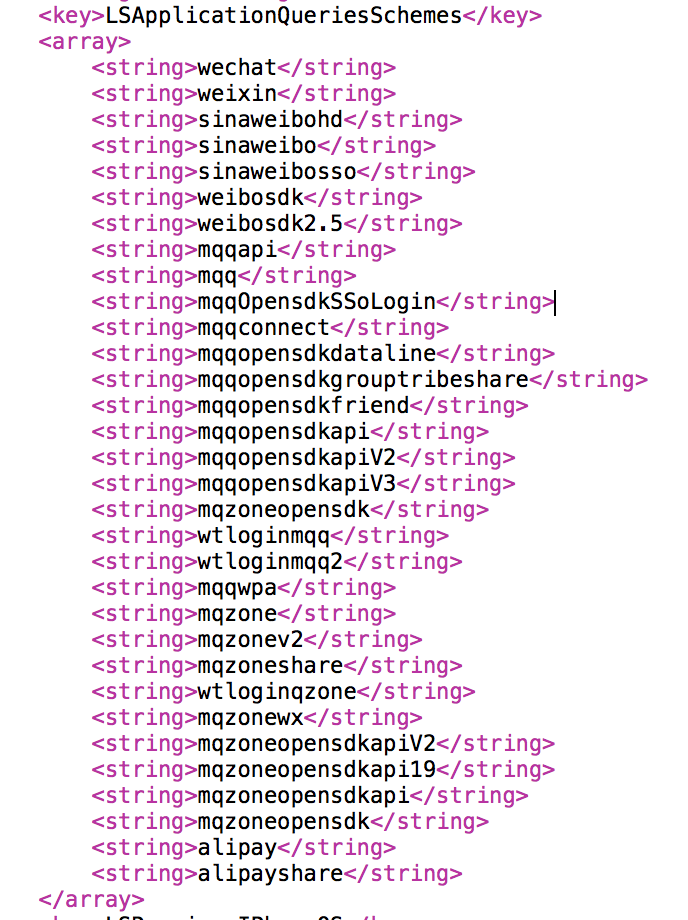 <key>LSApplicationQueriesSchemes</key>
<array>
<string>wechat</string>
<string>weixin</string>
<string>sinaweibohd</string>
<string>sinaweibo</string>
<string>sinaweibosso</string>
<string>weibosdk</string>
<string>weibosdk2.5</string>
<string>mqqapi</string>
<string>mqq</string>
<string>mqqOpensdkSSoLogin</string>
<string>mqqconnect</string>
<string>mqqopensdkdataline</string>
<string>mqqopensdkgrouptribeshare</string>
<string>mqqopensdkfriend</string>
<string>mqqopensdkapi</string>
<string>mqqopensdkapiV2</string>
<string>mqqopensdkapiV3</string>
<string>mqzoneopensdk</string>
<string>wtloginmqq</string>
<string>wtloginmqq2</string>
<string>mqqwpa</string>
<string>mqzone</string>
<string>mqzonev2</string>
<string>mqzoneshare</string>
<string>wtloginqzone</string>
<string>mqzonewx</string>
<string>mqzoneopensdkapiV2</string>
<string>mqzoneopensdkapi19</string>
<string>mqzoneopensdkapi</string>
<string>mqzoneopensdk</string>
<string>alipay</string>
<string>alipayshare</string>
</array>